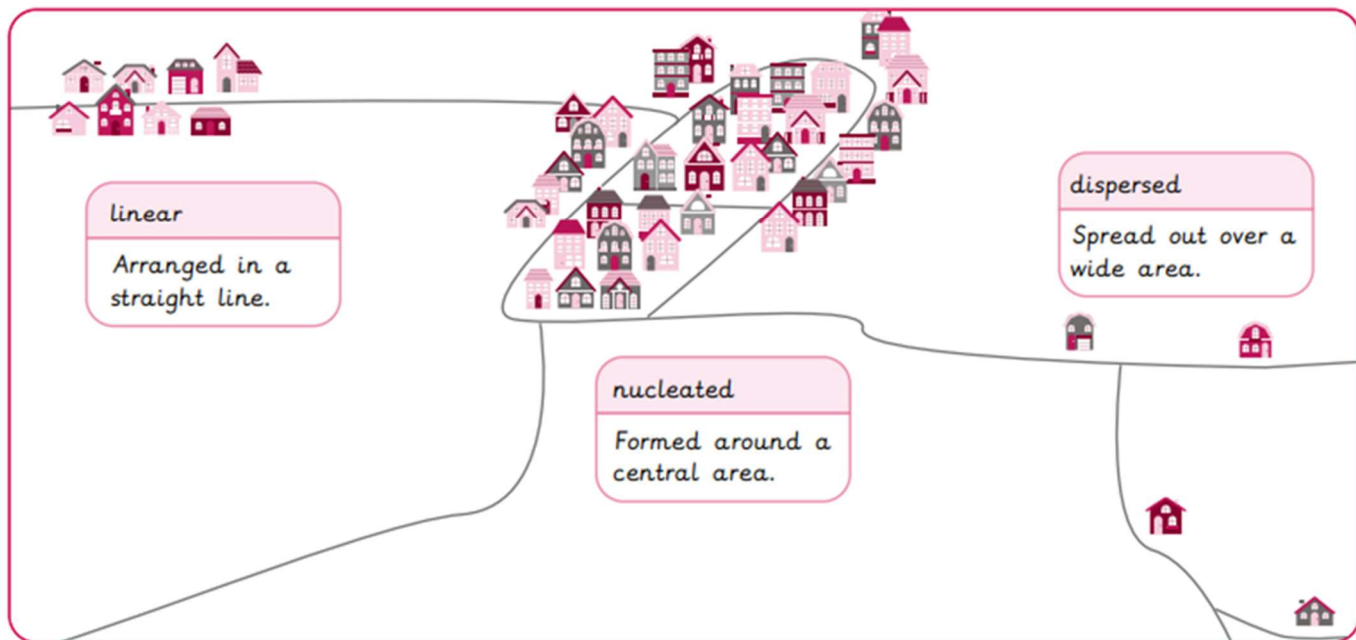 linear
Arranged in a
straight line.
nucleated
Formed around a
central area.
dispersed
Spread out over a
wide area.